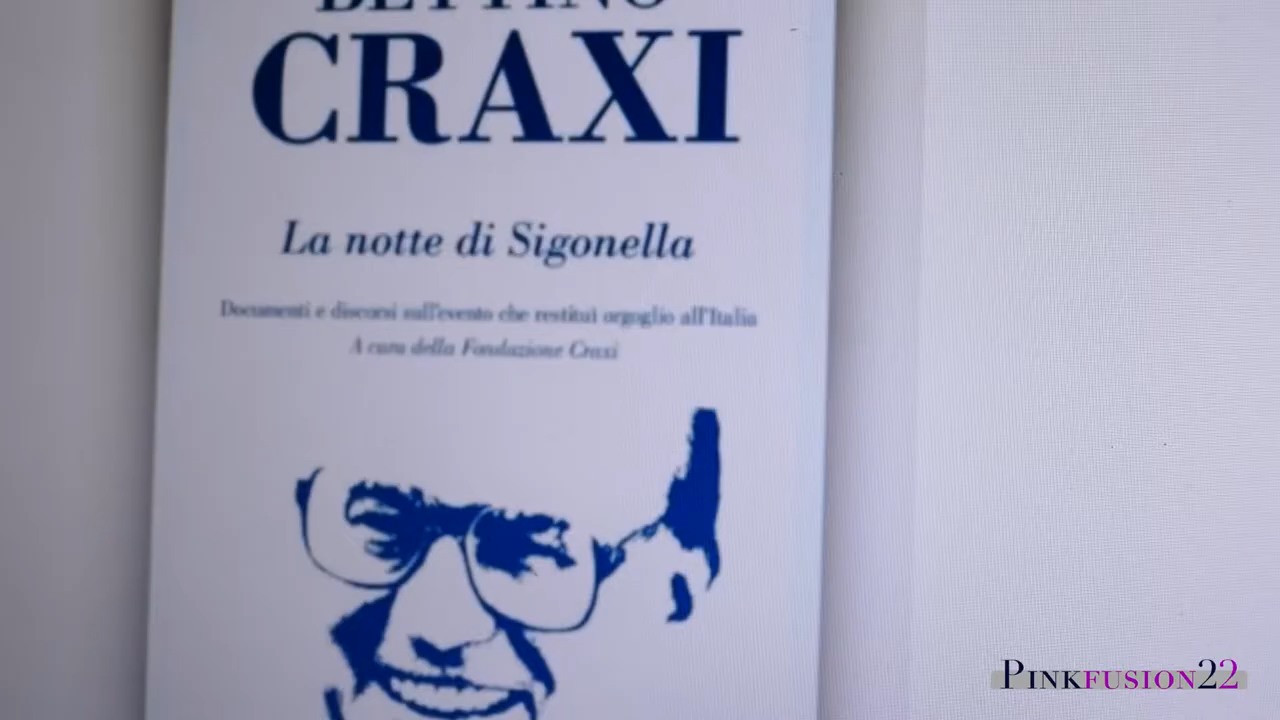 BETTINO
CRAXI
La notte di Sigonella
Documenti e discorsi sull'evento che restituì orgoglio all'Italia
A cura della Fondazione Craxi
PINKFUSION22